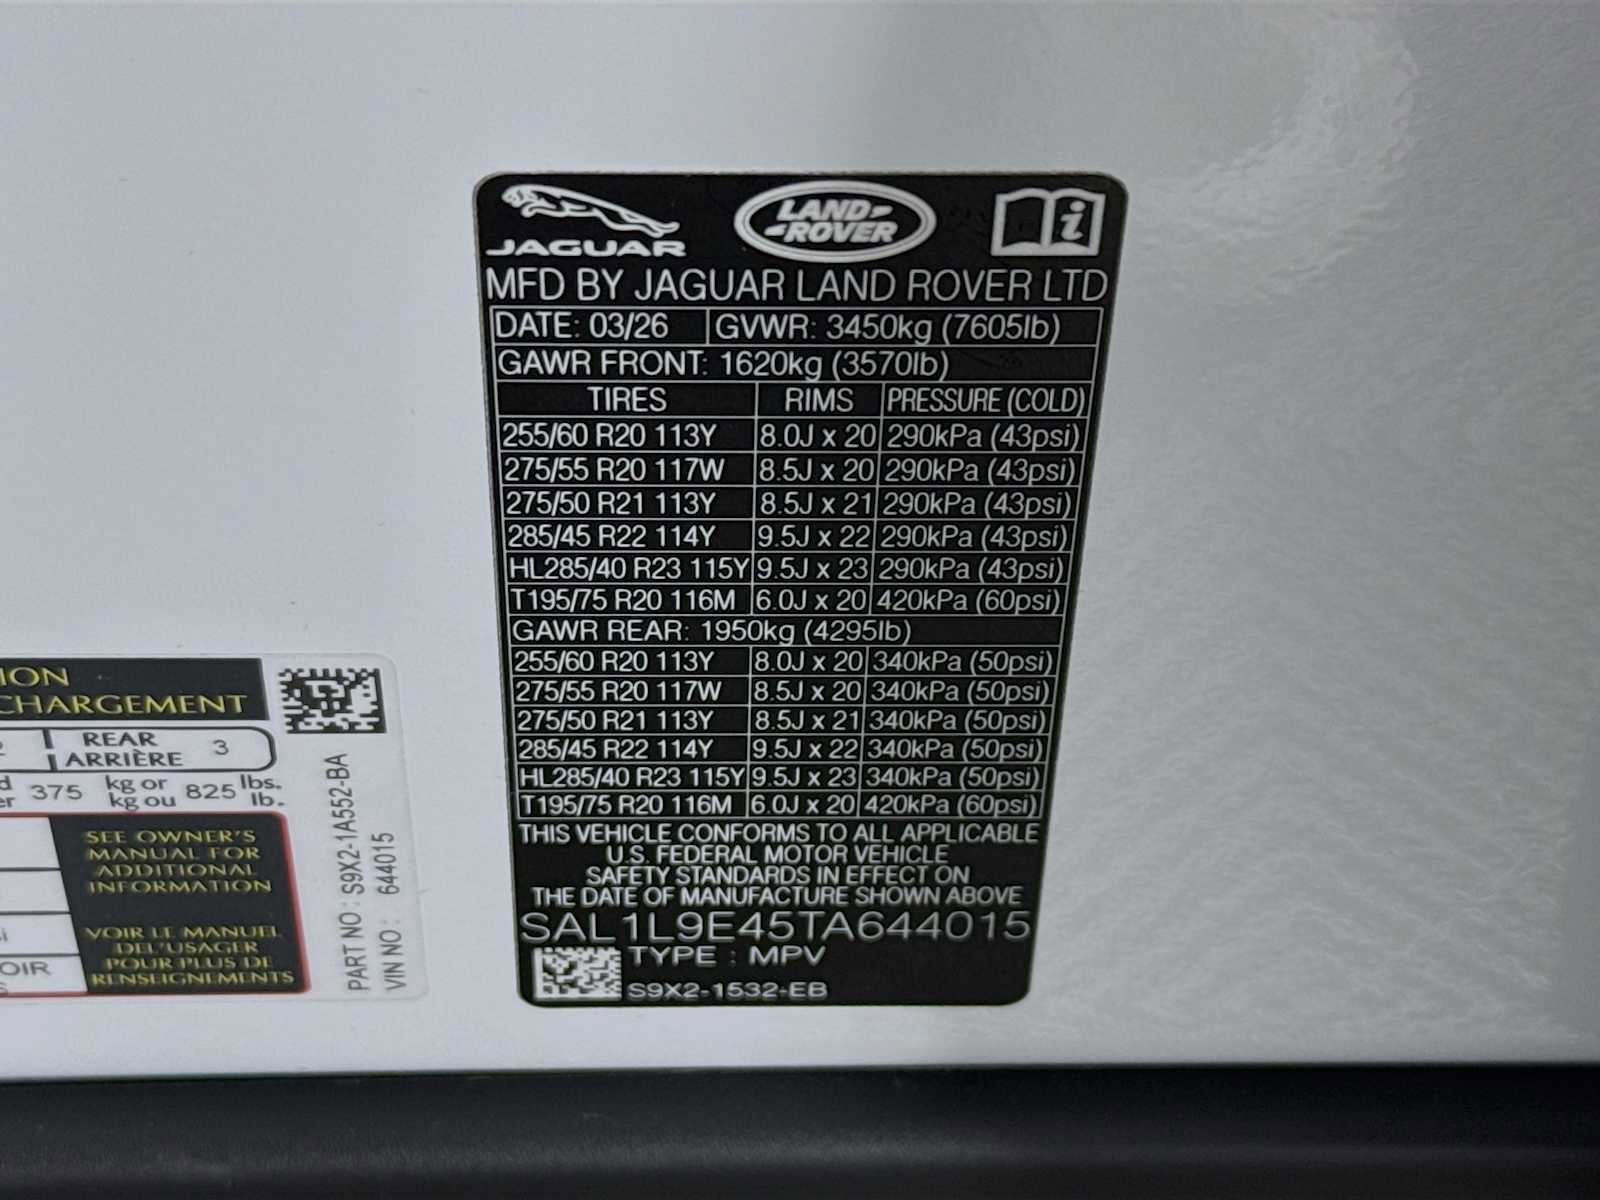 JAGUAR
LAND-
-ROVER
i
MFD BY JAGUAR LAND ROVER LTD
DATE: 03/26 GVWR: 3450kg (7605lb)
GAWR FRONT: 1620kg (3570lb)
TIRES RIMS PRESSURE (COLD)
255/60 R20 113Y 8.0J x 20 290kPa (43psi)
275/55 R20 117W 8.5J x 20 290kPa (43psi)
275/50 R21 113Y 8.5J x 21 290kPa (43psi)
285/45 R22 114Y 9.5J x 22 290kPa (43psi)
HL285/40 R23 115Y 9.5J x 23 290kPa (43psi)
T195/75 R20 116M 6.0J x 20 420kPa (60psi)
GAWR REAR: 1950kg (4295lb)
255/60 R20 113Y 8.0J x 20 340kPa (50psi)
275/55 R20 117W 8.5J x 20 340kPa (50psi)
275/50 R21 113Y 8.5J x 21 340kPa (50psi)
285/45 R22 114Y 9.5J x 22 340kPa (50psi)
HL285/40 R23 115Y 9.5J x 23 340kPa (50psi)
T195/75 R20 116M 6.0J x 20 420kPa (60psi)
THIS VEHICLE CONFORMS TO ALL APPLICABLE
U.S. FEDERAL MOTOR VEHICLE
SAFETY STANDARDS IN EFFECT ON
THE DATE OF MANUFACTURE SHOWN ABOVE
SAL1L9E45TA644015
TYPE : MPV
S9X2-1532-EB
ION
CHARGEMENT
REAR
ARRIÈRE 3
375 kg or 825 lbs.
kg ou lb.
SEE OWNER'S
MANUAL FOR
ADDITIONAL
INFORMATION
VOIR LE MANUEL
DEL'USAGER
POUR PLUS DE
RENSEIGNEMENTS
OIR
PART NO : S9X2-1A552-BA
VIN NO : 644015